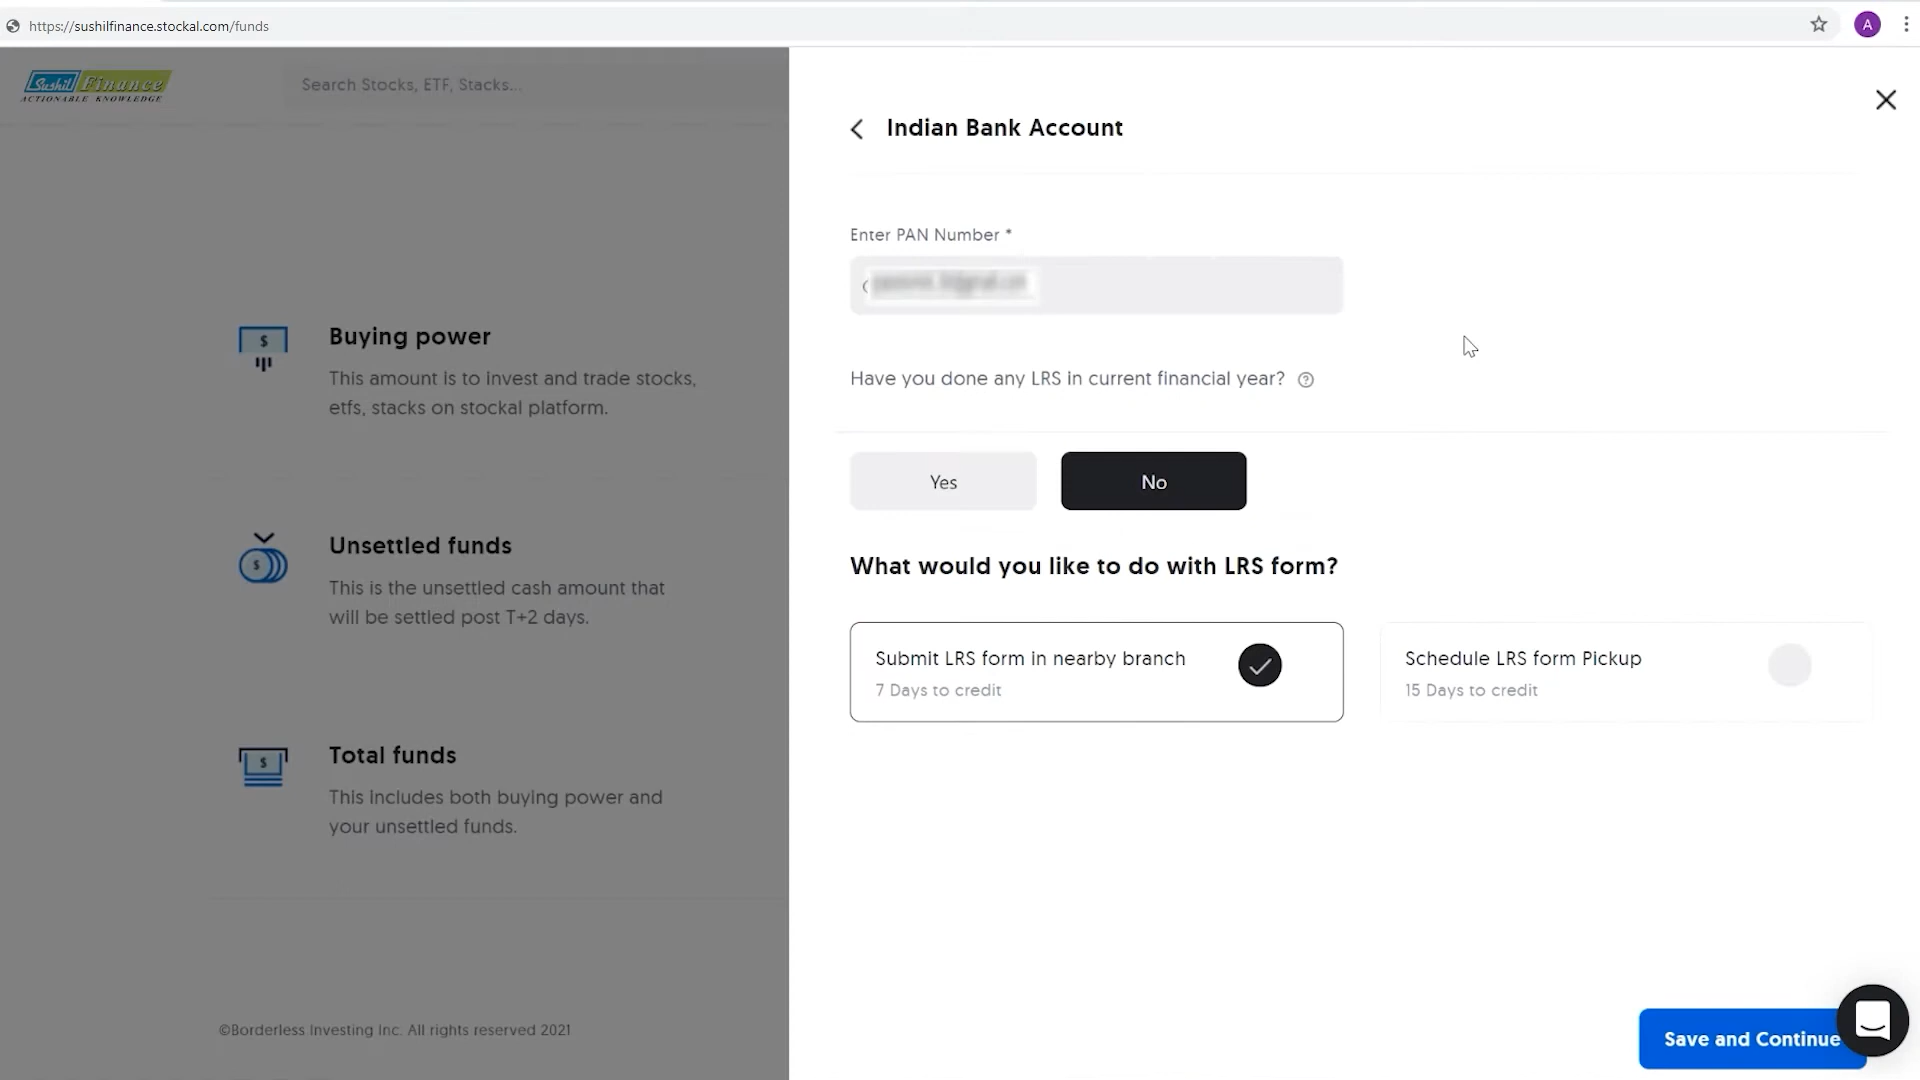 https://sushilfinance.stockal.com/funds
A
Sushil Finance
ACTIONABLE KNOWLEDGE
Search Stocks, ETF, Stacks...
Buying power
This amount is to invest and trade stocks,
etfs, stacks on stockal platform.
Unsettled funds
This is the unsettled cash amount that
will be settled post T+2 days.
Total funds
This includes both buying power and
your unsettled funds.
©Borderless Investing Inc. All rights reserved 2021
Indian Bank Account
Enter PAN Number *
Have you done any LRS in current financial year?
Yes
No
What would you like to do with LRS form?
Submit LRS form in nearby branch
7 Days to credit
Schedule LRS form Pickup
15 Days to credit
Save and Continue